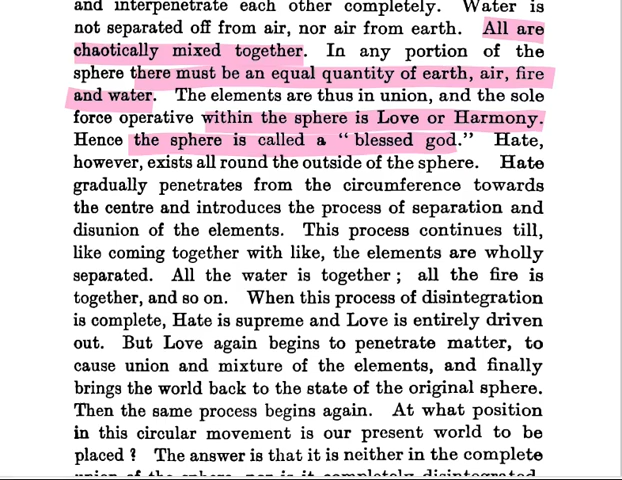 and interpenetrate each other completely. Water is
not separated off from air, nor air from earth. All are
chaotically mixed together. In any portion of the
sphere there must be an equal quantity of earth, air, fire
and water. The elements are thus in union, and the sole
force operative within the sphere is Love or Harmony.
Hence the sphere is called a “ blessed god.” Hate,
however, exists all round the outside of the sphere. Hate
gradually penetrates from the circumference towards
the centre and introduces the process of separation and
disunion of the elements. This process continues till,
like coming together with like, the elements are wholly
separated. All the water is together ; all the fire is
together, and so on. When this process of disintegration
is complete, Hate is supreme and Love is entirely driven
out. But Love again begins to penetrate matter, to
cause union and mixture of the elements, and finally
brings the world back to the state of the original sphere.
Then the same process begins again. At what position
in this circular movement is our present world to be
placed ? The answer is that it is neither in the complete
union of the sphere, nor is it completely disintegrated.